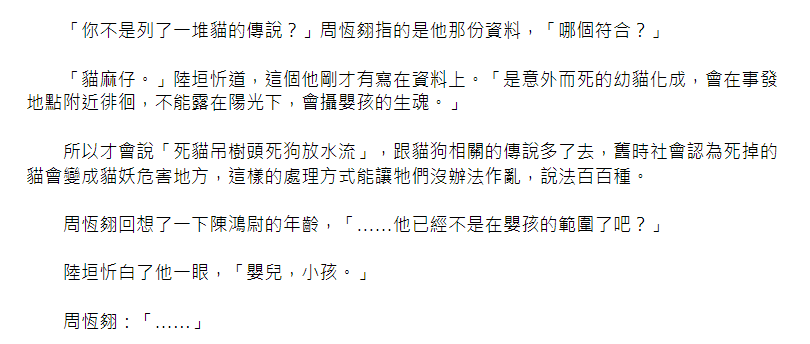 「你不是列了一堆貓的傳說？」周恆翗指的是他那份資料，「哪個符合？」
「貓麻仔。」陸垣忻道，這個他剛才有寫在資料上。「是意外而死的幼貓化成，會在事發
地點附近徘徊，不能露在陽光下，會攝嬰孩的生魂。」
所以才會說「死貓吊樹頭死狗放水流」，跟貓狗相關的傳說多了去，舊時社會認為死掉的
貓會變成貓妖危害地方，這樣的處理方式能讓牠們沒辦法作亂，說法百百種。
周恆翗回想了一下陳鴻尉的年齡，「……他已經不是在嬰孩的範圍了吧？」
陸垣忻白了他一眼，「嬰兒，小孩。」
周恆翗：「……」